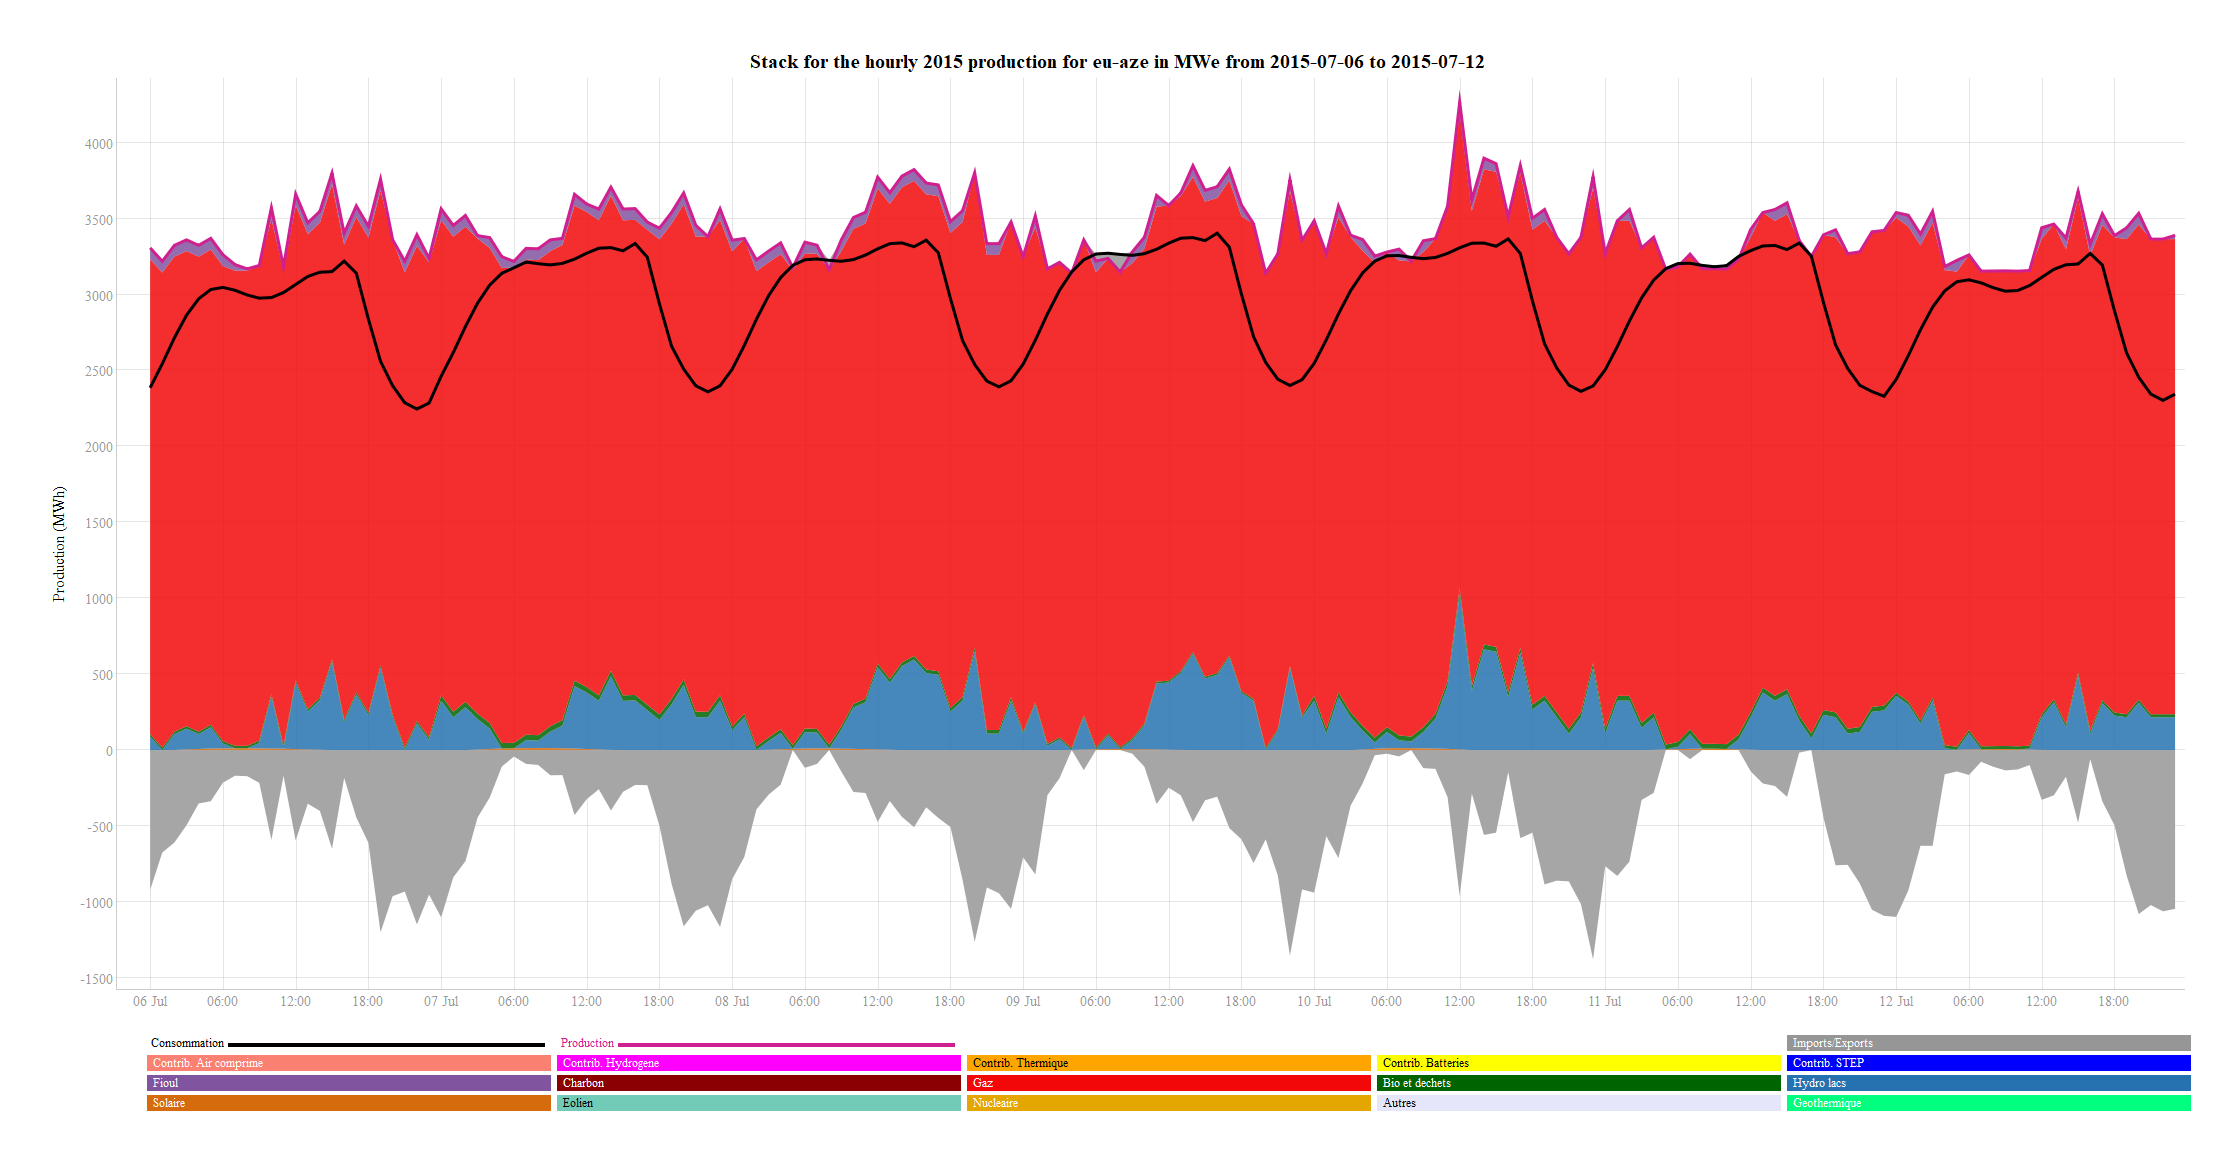 Stack for the hourly 2015 production for eu-aze in MWe from 2015-07-06 to 2015-07-12
4000
3500
3000
2500
2000
1500
1000
500
0
-500
-1000
-1500
Production (MWh)
06 Jul 06:00 12:00 18:00 07 Jul 06:00 12:00 18:00 08 Jul 06:00 12:00 18:00 09 Jul 06:00 12:00 18:00 10 Jul 06:00 12:00 18:00 11 Jul 06:00 12:00 18:00 12 Jul 06:00 12:00 18:00
Consommation Production Imports/Exports
Contrib. Air comprime Contrib. Hydrogene Contrib. Thermique Contrib. Batteries Contrib. STEP
Fioul Charbon Gaz Bio et dechets Hydro lacs
Solaire Eolien Nucleaire Autres Geothermique